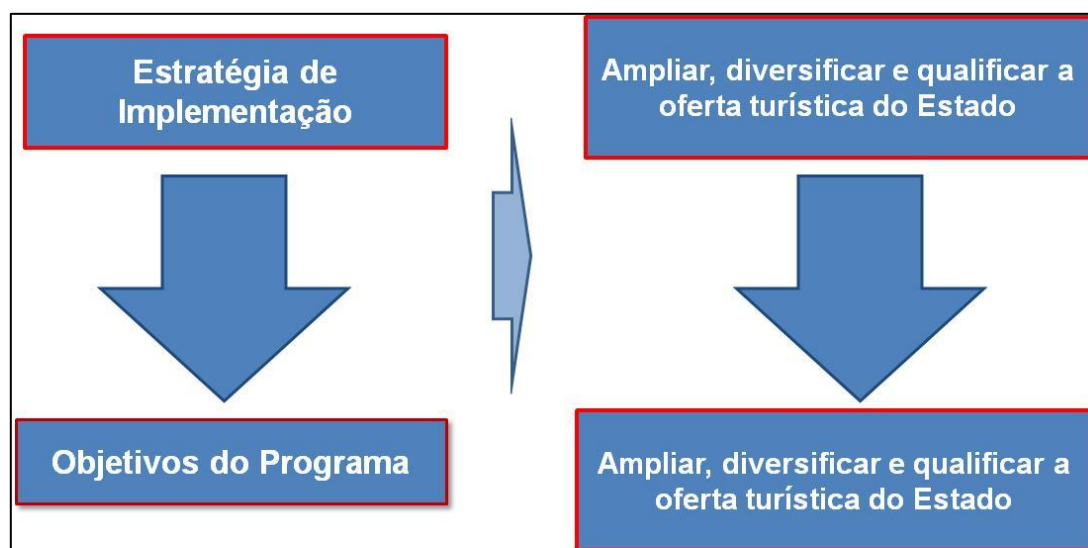 Estratégia de
Implementação
Ampliar, diversificar e qualificar a
oferta turística do Estado
Objetivos do Programa
Ampliar, diversificar e qualificar a
oferta turística do Estado